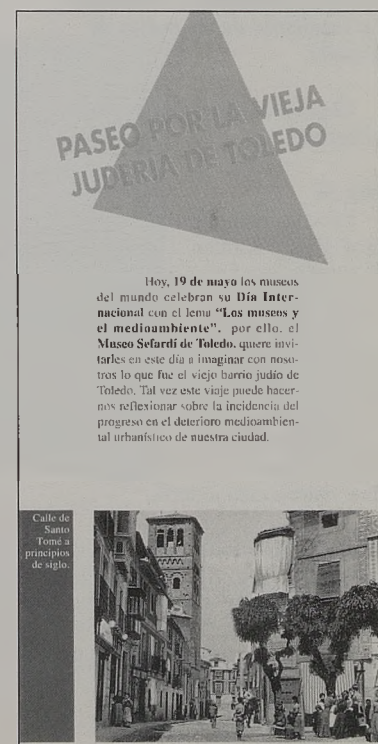 PASEO POR LA VIEJA
JUDERÍA DE TOLEDO
Hoy, 19 de mayo los museos
del mundo celebran su Día Inter-
nacional con el lema “Los museos y
el medioambiente”. por ello, el
Museo Sefardí de Toledo, quiere invi-
tarles en este día a imaginar con noso-
tros lo que fue el viejo barrio judío de
Toledo. Tal vez este viaje puede hacer-
nos reflexionar sobre la incidencia del
progreso en el deterioro medioambien-
tal urbanístico de nuestra ciudad.
Calle de
Santo
Tomé a
principios
de siglo.